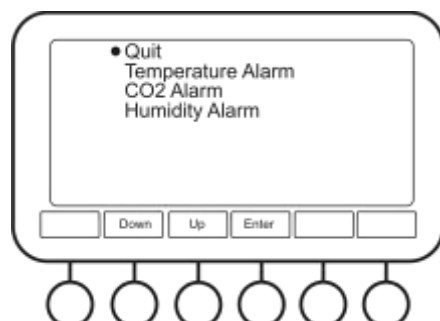 Quit
Temperature Alarm
CO2 Alarm
Humidity Alarm
Down Up Enter